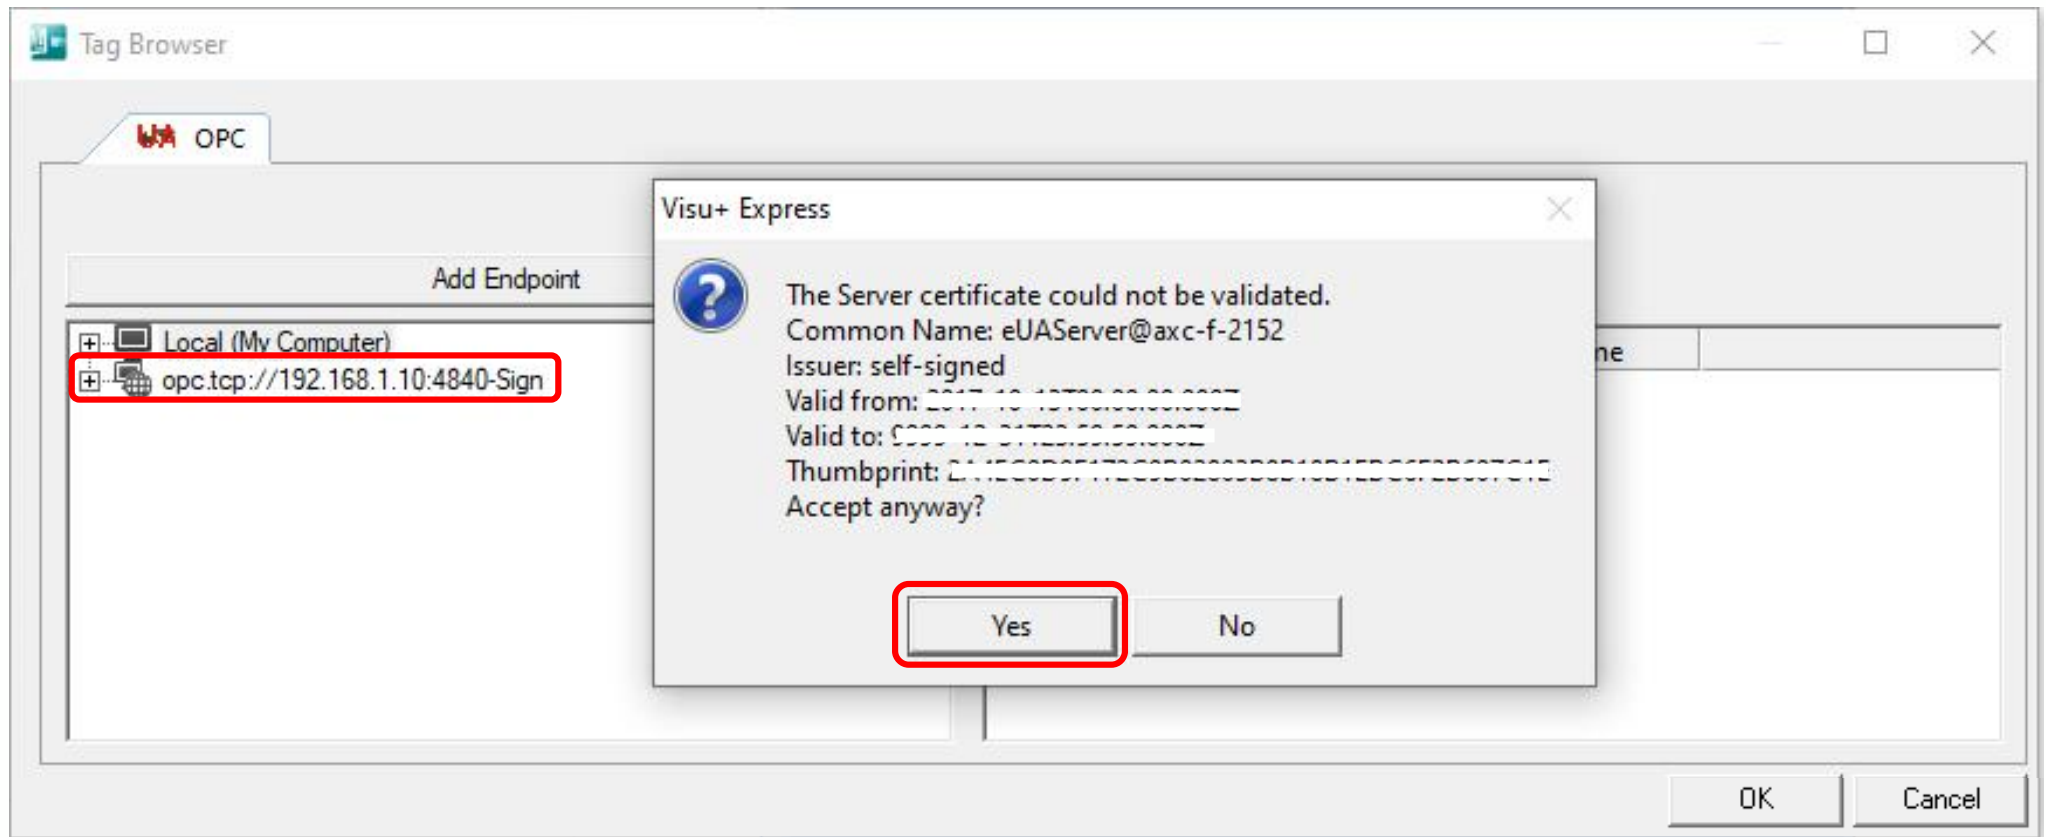 Tag Browser
UA OPC
Visu+ Express
Add Endpoint
The Server certificate could not be validated.
Common Name: eUAServer@axc-f-2152
Issuer: self-signed
Valid from:
Valid to:
Thumbprint:
Accept anyway?
Local (My Computer)
opc.tcp://192.168.1.10:4840-Sign
Yes
No
OK
Cancel